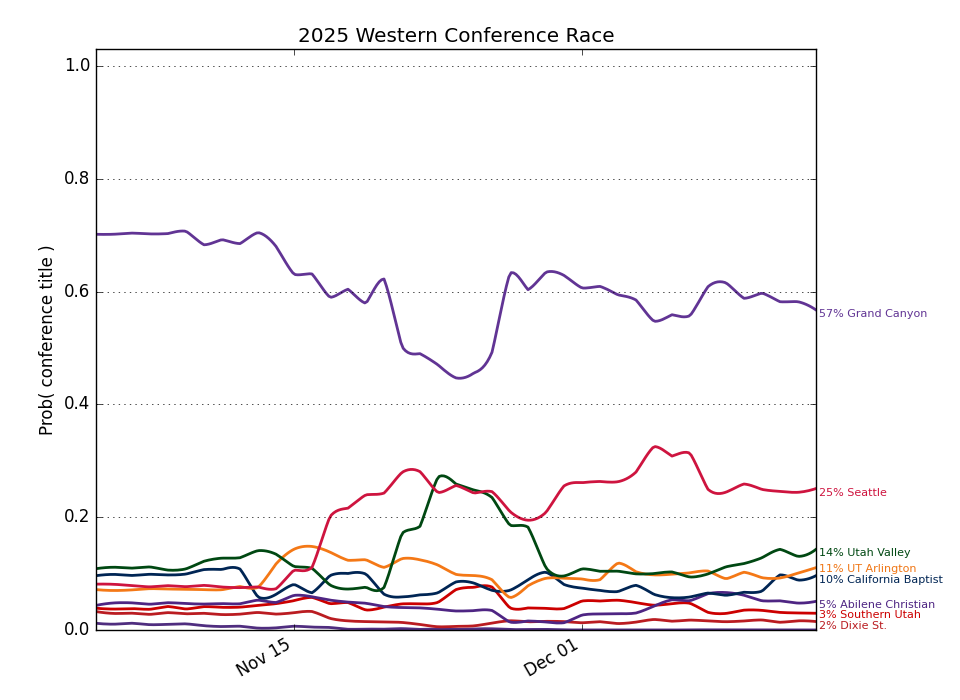 2025 Western Conference Race
Prob( conference title )
1.0
0.8
0.6
0.4
0.2
0.0
Nov 15
Dec 01
57% Grand Canyon
25% Seattle
14% Utah Valley
11% UT Arlington
10% California Baptist
5% Abilene Christian
3% Southern Utah
2% Dixie St.